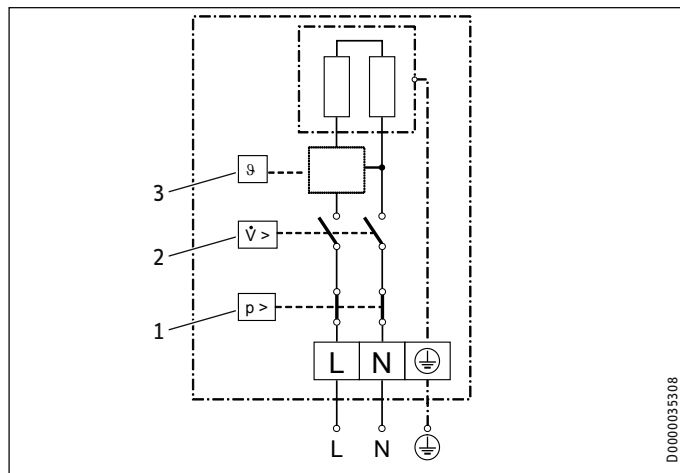 3 ϑ
2 V̇ >
1 p >
L N
L N
D0000035308